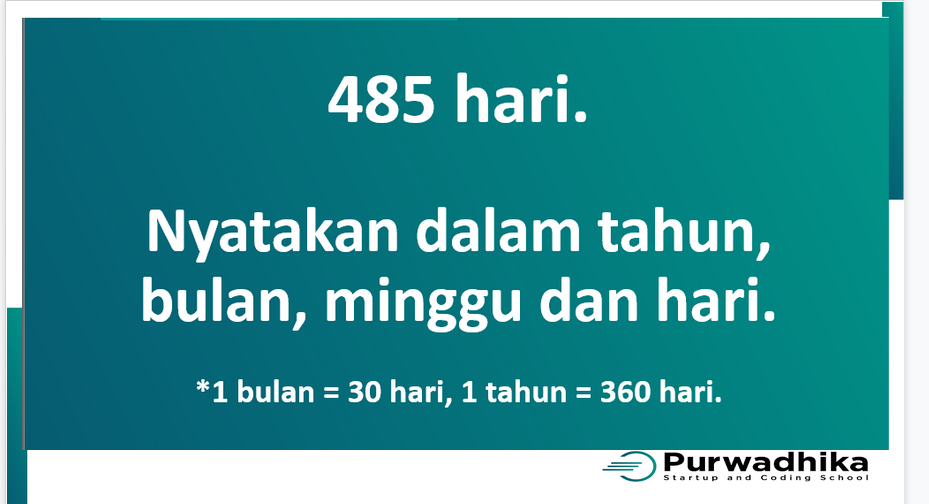 485 hari.
Nyatakan dalam tahun,
bulan, minggu dan hari.
*1 bulan = 30 hari, 1 tahun = 360 hari.
Purwadhika
Startup and Coding School